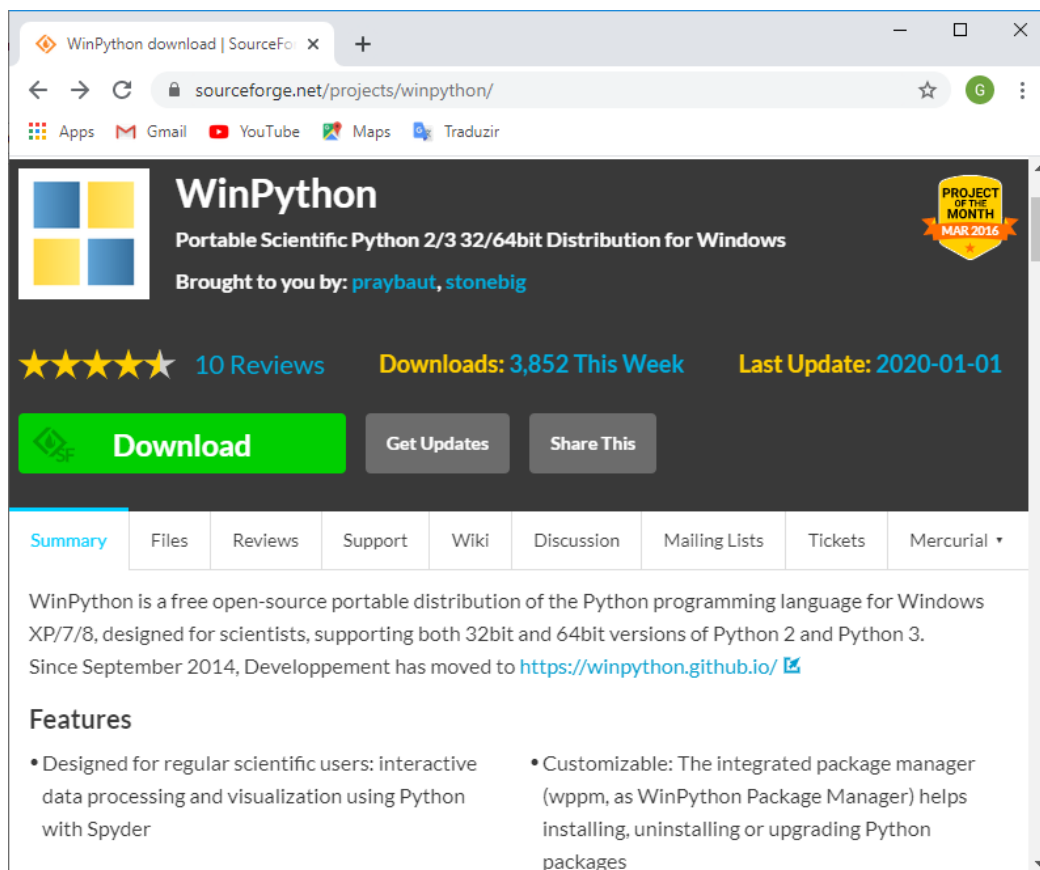 WinPython download | SourceFo
sourceforge.net/projects/winpython/
G
Apps Gmail YouTube Maps Traduzir
WinPython
Portable Scientific Python 2/3 32/64bit Distribution for Windows
Brought to you by: praybaut, stonebig
PROJECT
OF THE
MONTH
MAR 2016
10 Reviews Downloads: 3,852 This Week Last Update: 2020-01-01
SF Download Get Updates Share This
Summary Files Reviews Support Wiki Discussion Mailing Lists Tickets Mercurial
WinPython is a free open-source portable distribution of the Python programming language for Windows
XP/7/8, designed for scientists, supporting both 32bit and 64bit versions of Python 2 and Python 3.
Since September 2014, Developpement has moved to https://winpython.github.io/
Features
• Designed for regular scientific users: interactive
data processing and visualization using Python
with Spyder
• Customizable: The integrated package manager
(wppm, as WinPython Package Manager) helps
installing, uninstalling or upgrading Python
packages